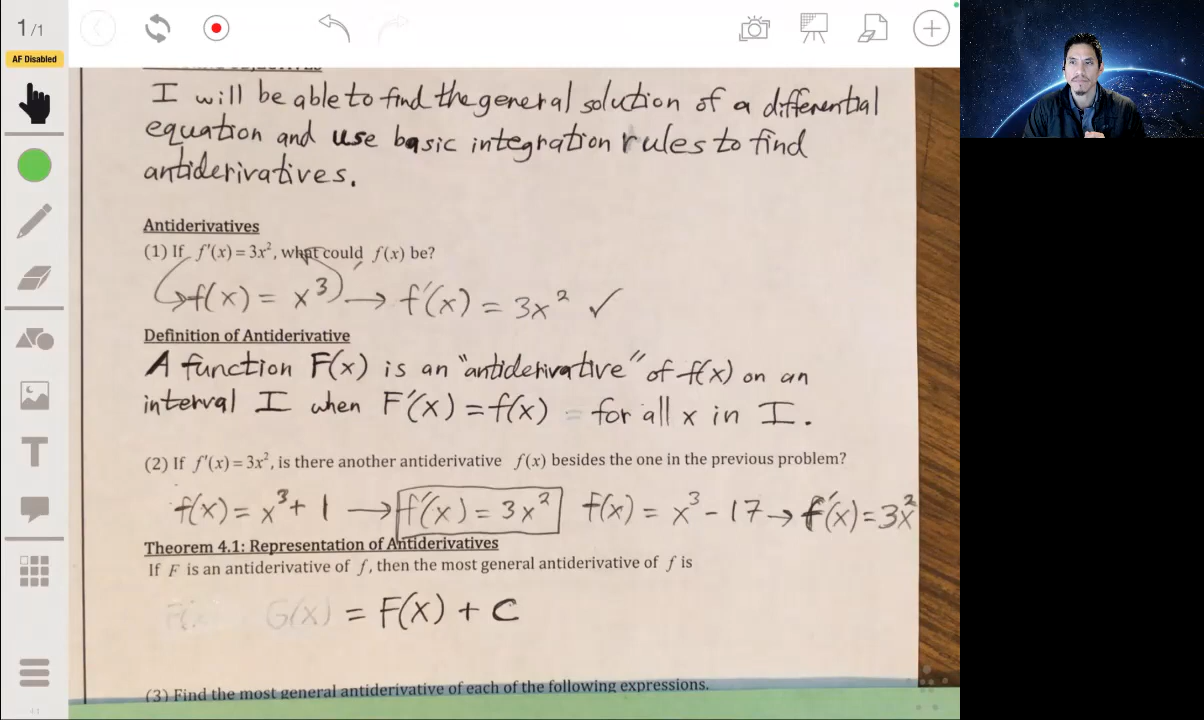 1/1
AF Disabled
I will be able to find the general solution of a differential
equation and use basic integration rules to find
antiderivatives.
Antiderivatives
(1) If f'(x) = 3x², what could f(x) be?
f(x) = x³ → f'(x) = 3x² ✓
Definition of Antiderivative
A function F(x) is an "antiderivative" of f(x) on an
interval I when F'(x) = f(x) = for all x in I.
(2) If f'(x) = 3x², is there another antiderivative f(x) besides the one in the previous problem?
f(x) = x³ + 1 → f'(x) = 3x² f(x) = x³ - 17 → f'(x) = 3x²
Theorem 4.1: Representation of Antiderivatives
If F is an antiderivative of f, then the most general antiderivative of f is
G(x) = F(x) + C
(3) Find the most general antiderivative of each of the following expressions.
T